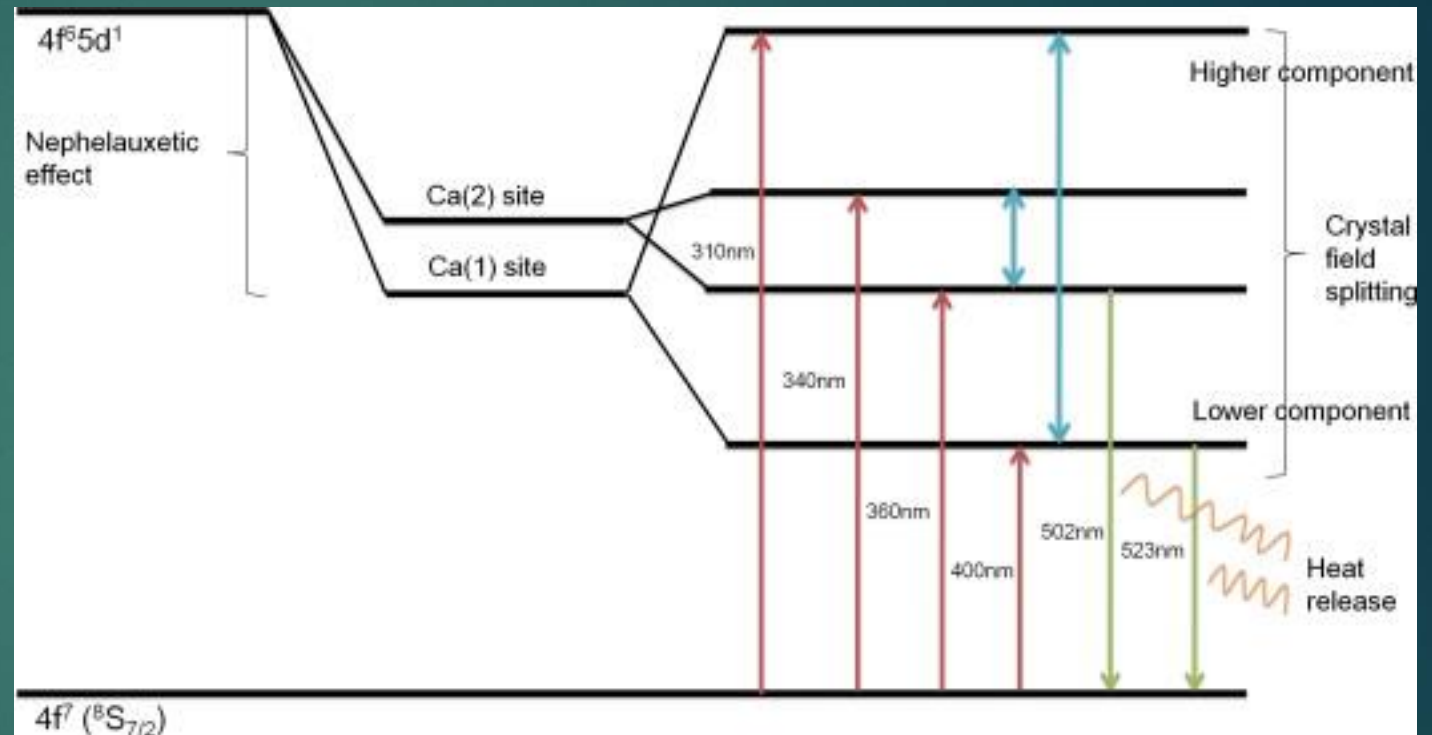 4f⁶5d¹
Higher component
Nephelauxetic
effect
Ca(2) site
Crystal
field
splitting
310nm
Ca(1) site
340nm
Lower component
360nm
502nm
523nm
400nm
Heat
release
4f⁷ (⁸S₇/₂)